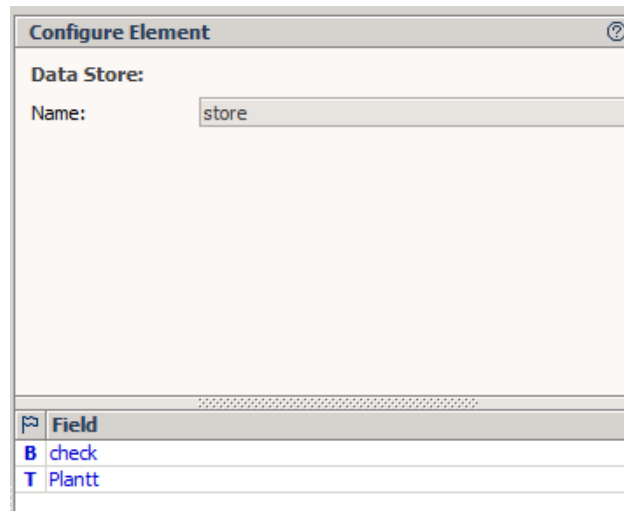 Configure Element
Data Store:
Name: store
Field
B check
T Plantt